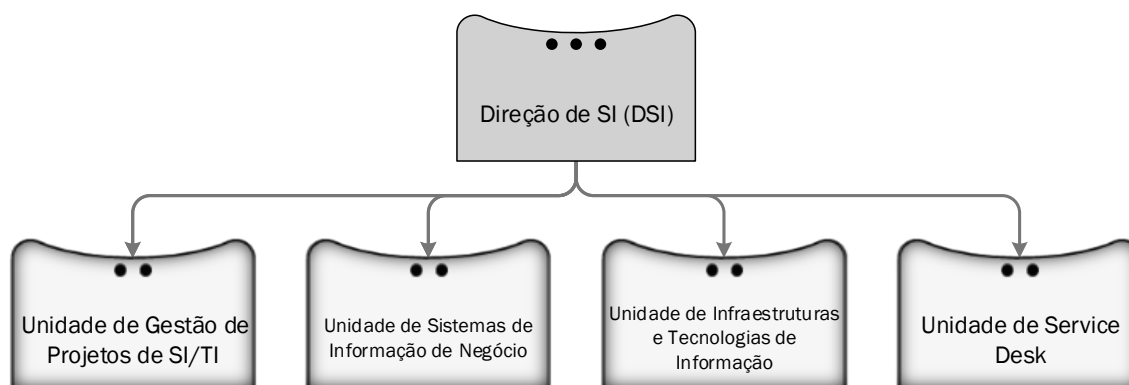 Direção de SI (DSI)
Unidade de Gestão de
Projetos de SI/TI
Unidade de Sistemas de
Informação de Negócio
Unidade de Infraestruturas
e Tecnologias de
Informação
Unidade de Service
Desk